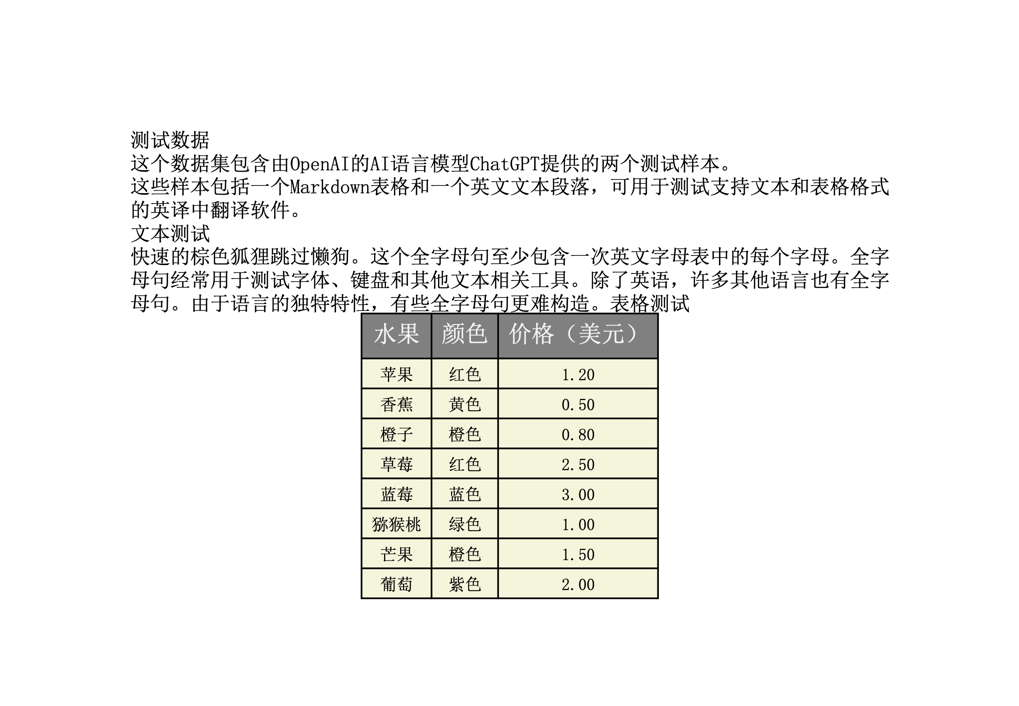 测试数据
这个数据集包含由OpenAI的AI语言模型ChatGPT提供的两个测试样本。
这些样本包括一个Markdown表格和一个英文文本段落，可用于测试支持文本和表格格式
的英译中翻译软件。
文本测试
快速的棕色狐狸跳过懒狗。这个全字母句至少包含一次英文字母表中的每个字母。全字
母句经常用于测试字体、键盘和其他文本相关工具。除了英语，许多其他语言也有全字
母句。由于语言的独特特性，有些全字母句更难构造。表格测试
水果 颜色 价格（美元）
苹果 红色 1.20
香蕉 黄色 0.50
橙子 橙色 0.80
草莓 红色 2.50
蓝莓 蓝色 3.00
猕猴桃 绿色 1.00
芒果 橙色 1.50
葡萄 紫色 2.00